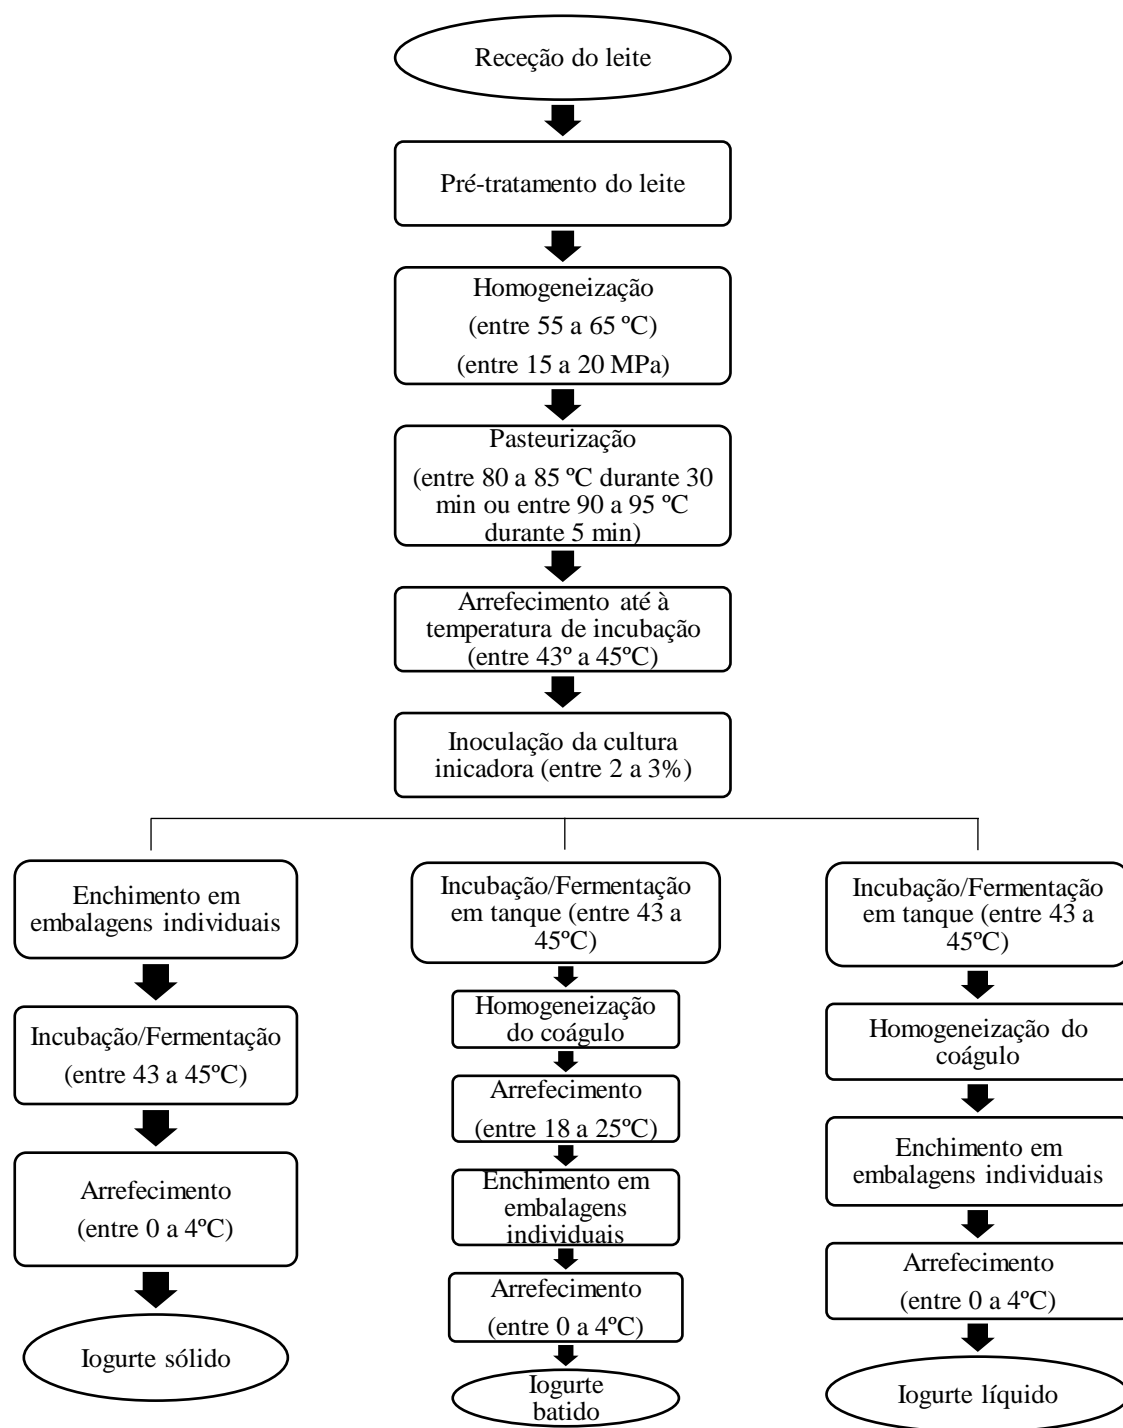 Receção do leite
Pré-tratamento do leite
Homogeneização
(entre 55 a 65 ºC)
(entre 15 a 20 MPa)
Pasteurização
(entre 80 a 85 ºC durante 30
min ou entre 90 a 95 ºC
durante 5 min)
Arrefecimento até à
temperatura de incubação
(entre 43º a 45ºC)
Inoculação da cultura
inicadora (entre 2 a 3%)
Enchimento em
embalagens individuais
Incubação/Fermentação
(entre 43 a 45ºC)
Arrefecimento
(entre 0 a 4ºC)
Iogurte sólido
Incubação/Fermentação
em tanque (entre 43 a
45ºC)
Homogeneização
do coágulo
Arrefecimento
(entre 18 a 25ºC)
Enchimento em
embalagens
individuais
Arrefecimento
(entre 0 a 4ºC)
Iogurte
batido
Incubação/Fermentação
em tanque (entre 43 a
45ºC)
Homogeneização do
coágulo
Enchimento em
embalagens individuais
Arrefecimento
(entre 0 a 4ºC)
Iogurte líquido